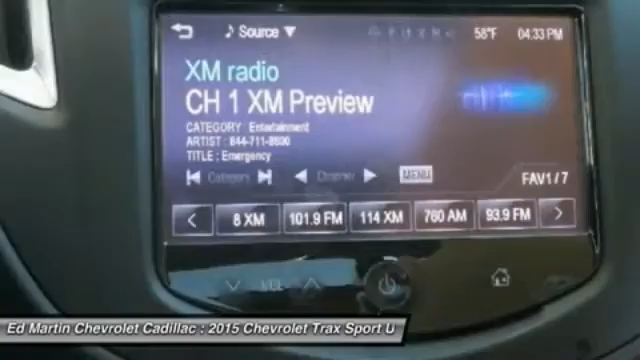 Source 58°F 04:33 PM
XM radio
CH 1 XM Preview
CATEGORY : Entertainment
ARTIST : 844-711-8800
TITLE : Emergency
Category Channel MENU
FAV1/7
8 XM 101.9 FM 114 XM 760 AM 93.9 FM
VOL
Ed Martin Chevrolet Cadillac : 2015 Chevrolet Trax Sport U